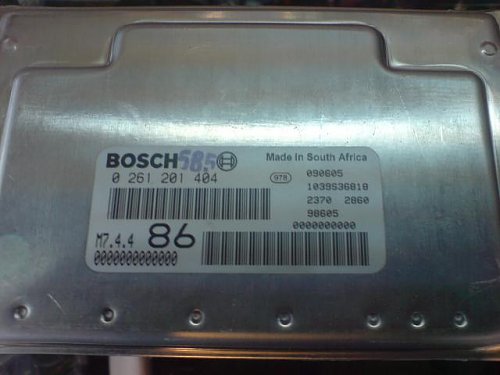 BOSCH 585
0 261 201 404
M7.4.4 86
0000000000000
Made in South Africa
978 090605
1039S36818
2370 2860
98605
0000000000